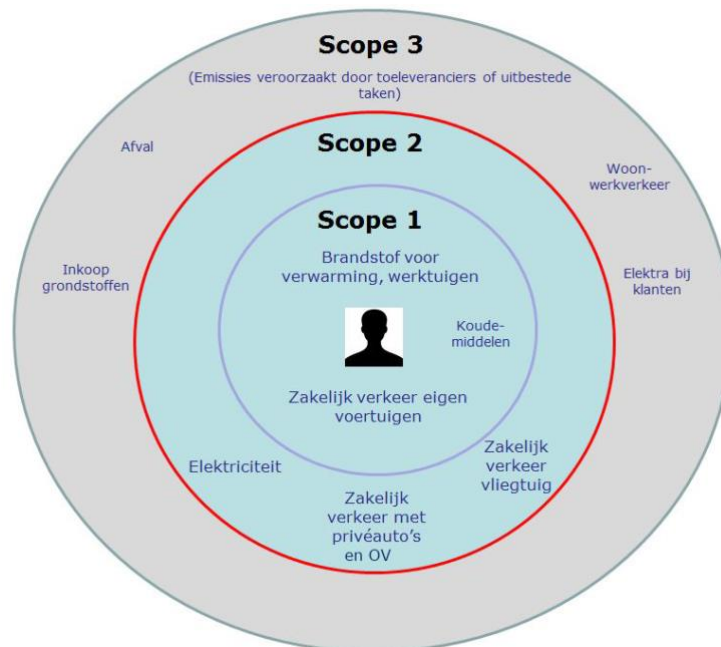 Scope 3
(Emissies veroorzaakt door toeleveranciers of uitbestede
taken)
Afval
Scope 2
Woon-
werkverkeer
Scope 1
Brandstof voor
verwarming, werktuigen
Inkoop
grondstoffen
Elektra bij
klanten
Koude-
middelen
Zakelijk verkeer eigen
voertuigen
Elektriciteit
Zakelijk
verkeer
vliegtuig
Zakelijk
verkeer met
privéauto's
en OV